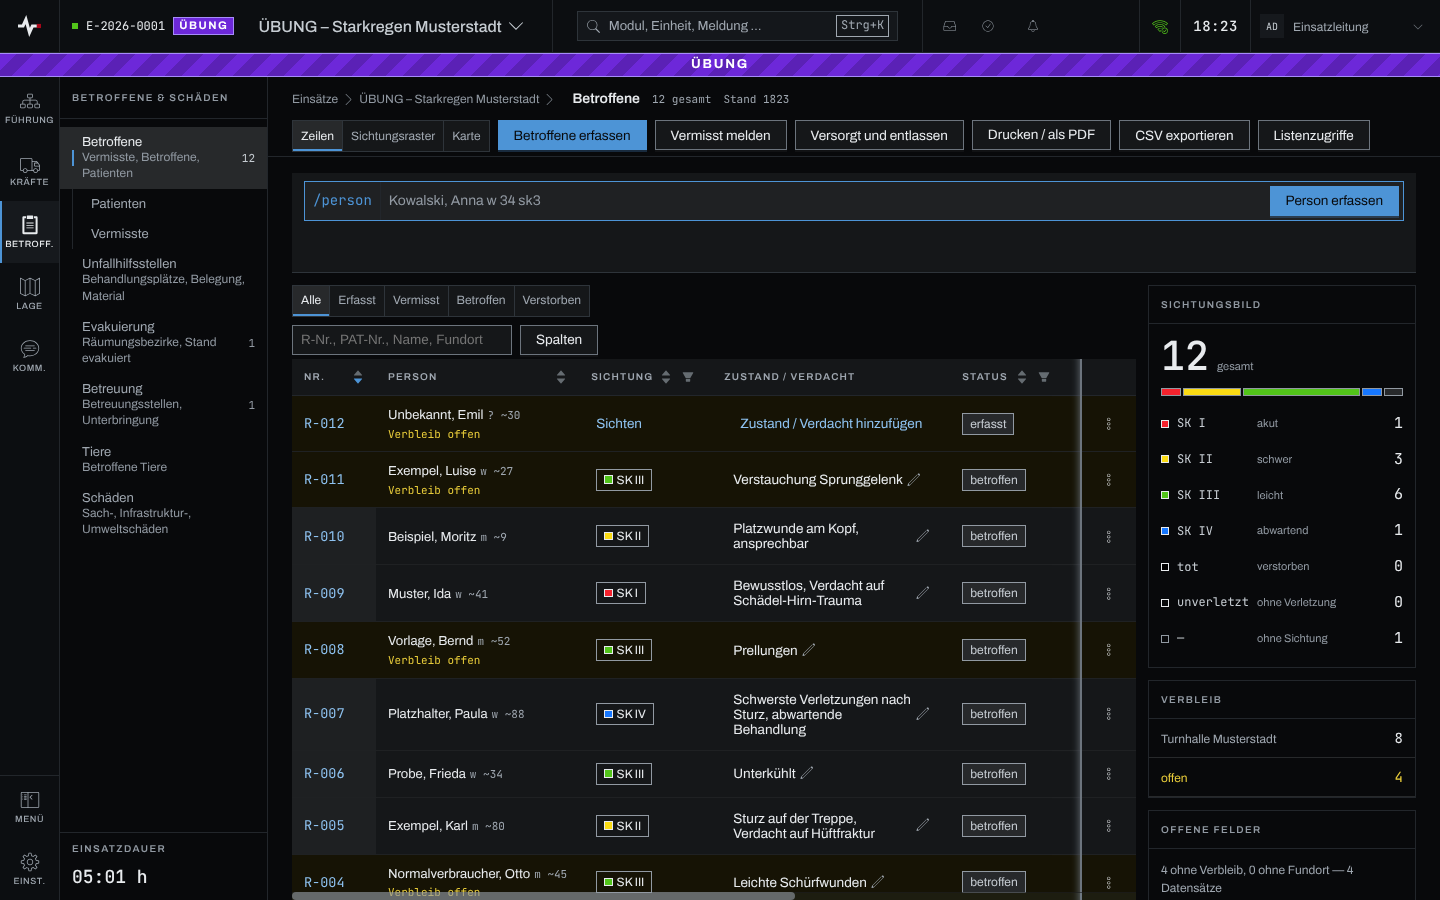 E-2026-0001 ÜBUNG ÜBUNG – Starkregen Musterstadt
Modul, Einheit, Meldung ... Strg+K
18:23
AD Einsatzleitung
ÜBUNG
FÜHRUNG
KRÄFTE
BETROFF.
LAGE
KOMM.
MENÜ
EINST.
BETROFFENE & SCHÄDEN
Betroffene
Vermisste, Betroffene,
Patienten
12
Patienten
Vermisste
Unfallhilfsstellen
Behandlungsplätze, Belegung,
Material
Evakuierung
Räumungsbezirke, Stand
evakuiert
1
Betreuung
Betreuungsstellen,
Unterbringung
1
Tiere
Betroffene Tiere
Schäden
Sach-, Infrastruktur-,
Umweltschäden
EINSATZDAUER
05:01 h
Einsätze ÜBUNG – Starkregen Musterstadt Betroffene 12 gesamt Stand 1823
Zeilen Sichtungsraster Karte Betroffene erfassen Vermisst melden Versorgt und entlassen Drucken / als PDF CSV exportieren Listenzugriffe
/person Kowalski, Anna w 34 sk3 Person erfassen
Alle Erfasst Vermisst Betroffen Verstorben
R-Nr., PAT-Nr., Name, Fundort Spalten
NR. PERSON SICHTUNG ZUSTAND / VERDACHT STATUS
R-012 Unbekannt, Emil ? ~30 Sichten Zustand / Verdacht hinzufügen erfasst
Verbleib offen
R-011 Exempel, Luise w ~27 SK III Verstauchung Sprunggelenk betroffen
Verbleib offen
R-010 Beispiel, Moritz m ~9 SK II Platzwunde am Kopf, betroffen
ansprechbar
R-009 Muster, Ida w ~41 SK I Bewusstlos, Verdacht auf betroffen
Schädel-Hirn-Trauma
R-008 Vorlage, Bernd m ~52 SK III Prellungen betroffen
Verbleib offen
R-007 Platzhalter, Paula w ~88 SK IV Schwerste Verletzungen nach betroffen
Sturz, abwartende
Behandlung
R-006 Probe, Frieda w ~34 SK III Unterkühlt betroffen
R-005 Exempel, Karl m ~80 SK II Sturz auf der Treppe, betroffen
Verdacht auf Hüftfraktur
R-004 Normalverbraucher, Otto m ~45 SK III Leichte Schürfwunden betroffen
Verbleib offen
SICHTUNGSBILD
12 gesamt
SK I akut 1
SK II schwer 3
SK III leicht 6
SK IV abwartend 1
tot verstorben 0
unverletzt ohne Verletzung 0
— ohne Sichtung 1
VERBLEIB
Turnhalle Musterstadt 8
offen 4
OFFENE FELDER
4 ohne Verbleib, 0 ohne Fundort — 4
Datensätze